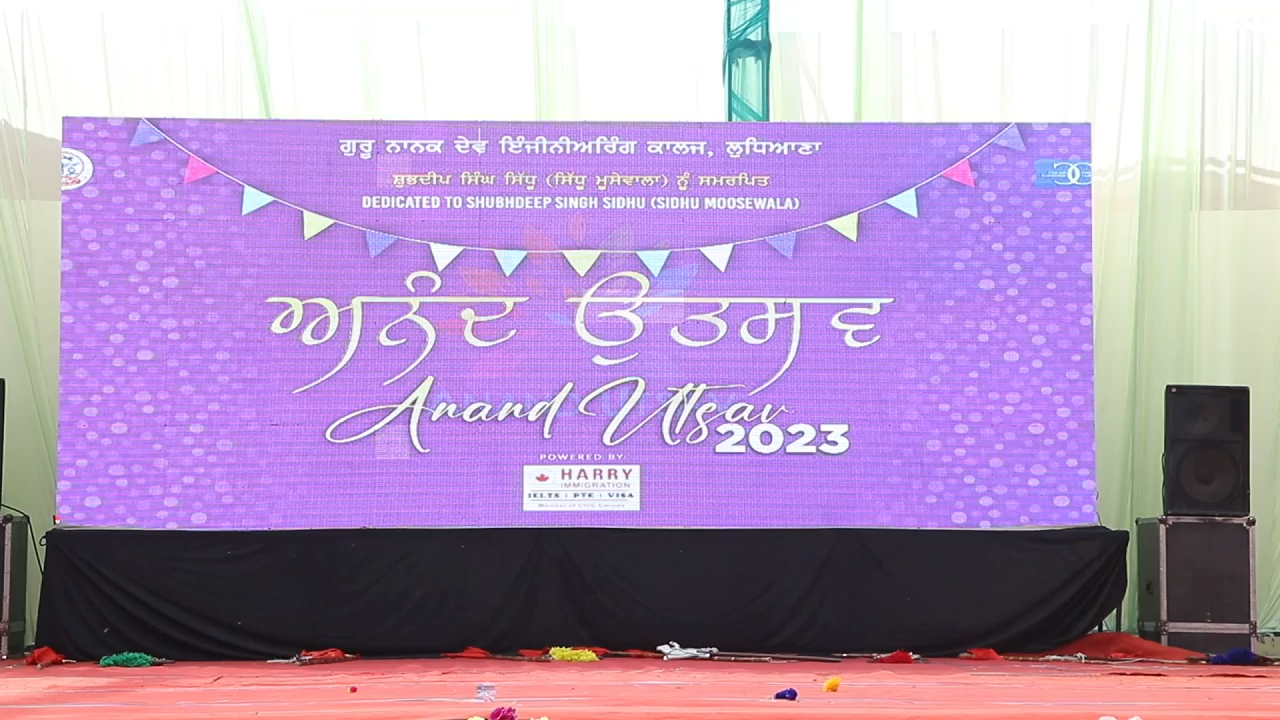 ਗੁਰੂ ਨਾਨਕ ਦੇਵ ਇੰਜੀਨੀਅਰਿੰਗ ਕਾਲਜ, ਲੁਧਿਆਣਾ
ਸ਼ੁਭਦੀਪ ਸਿੰਘ ਸਿੱਧੂ (ਸਿੱਧੂ ਮੂਸੇਵਾਲਾ) ਨੂੰ ਸਮਰਪਿਤ
DEDICATED TO SHUBHDEEP SINGH SIDHU (SIDHU MOOSEWALA)
ਅਨੰਦ ਉਤਸਵ
Anand Utsav
2023
POWERED BY:
HARRY
IMMIGRATION
IELTS | PTE | VISA